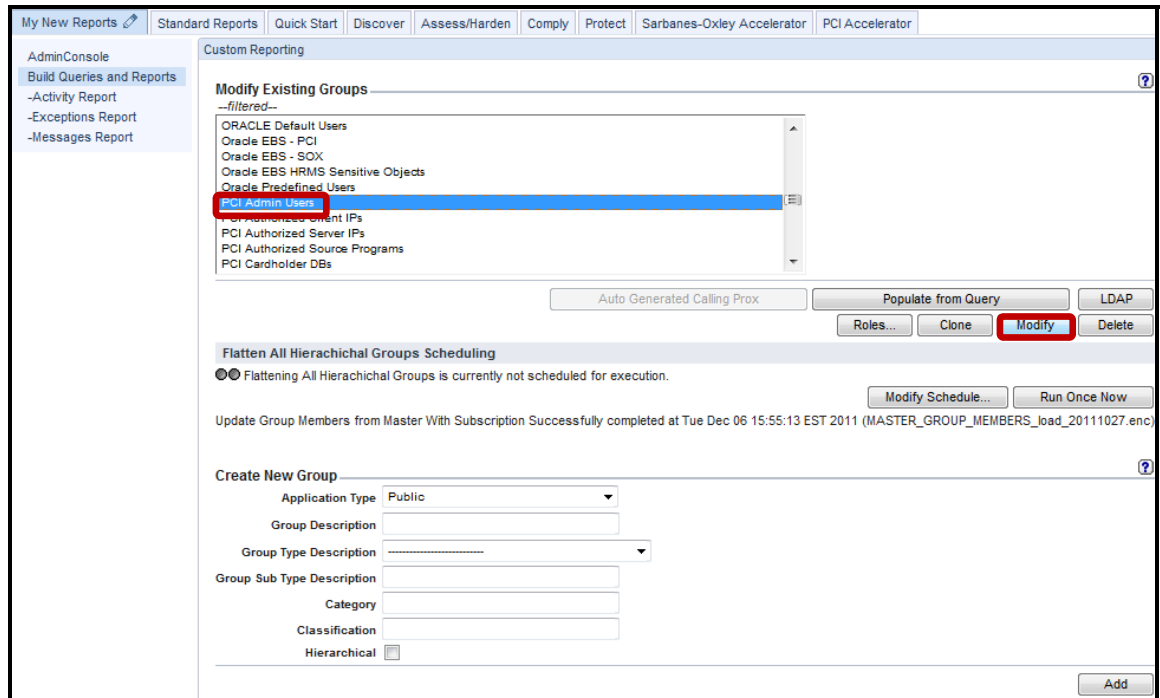 My New Reports Standard Reports Quick Start Discover Assess/Harden Comply Protect Sarbanes-Oxley Accelerator PCI Accelerator
AdminConsole
Build Queries and Reports
-Activity Report
-Exceptions Report
-Messages Report
Custom Reporting
Modify Existing Groups
--filtered--
ORACLE Default Users
Oracle EBS - PCI
Oracle EBS - SOX
Oracle EBS HRMS Sensitive Objects
Oracle Predefined Users
PCI Admin Users
PCI Authorized Client IPs
PCI Authorized Server IPs
PCI Authorized Source Programs
PCI Cardholder DBs
Auto Generated Calling Prox Populate from Query LDAP
Roles... Clone Modify Delete
Flatten All Hierachichal Groups Scheduling
Flattening All Hierachichal Groups is currently not scheduled for execution.
Modify Schedule... Run Once Now
Update Group Members from Master With Subscription Successfully completed at Tue Dec 06 15:55:13 EST 2011 (MASTER_GROUP_MEMBERS_load_20111027.enc)
Create New Group
Application Type Public
Group Description
Group Type Description ---------------------------
Group Sub Type Description
Category
Classification
Hierarchical
Add